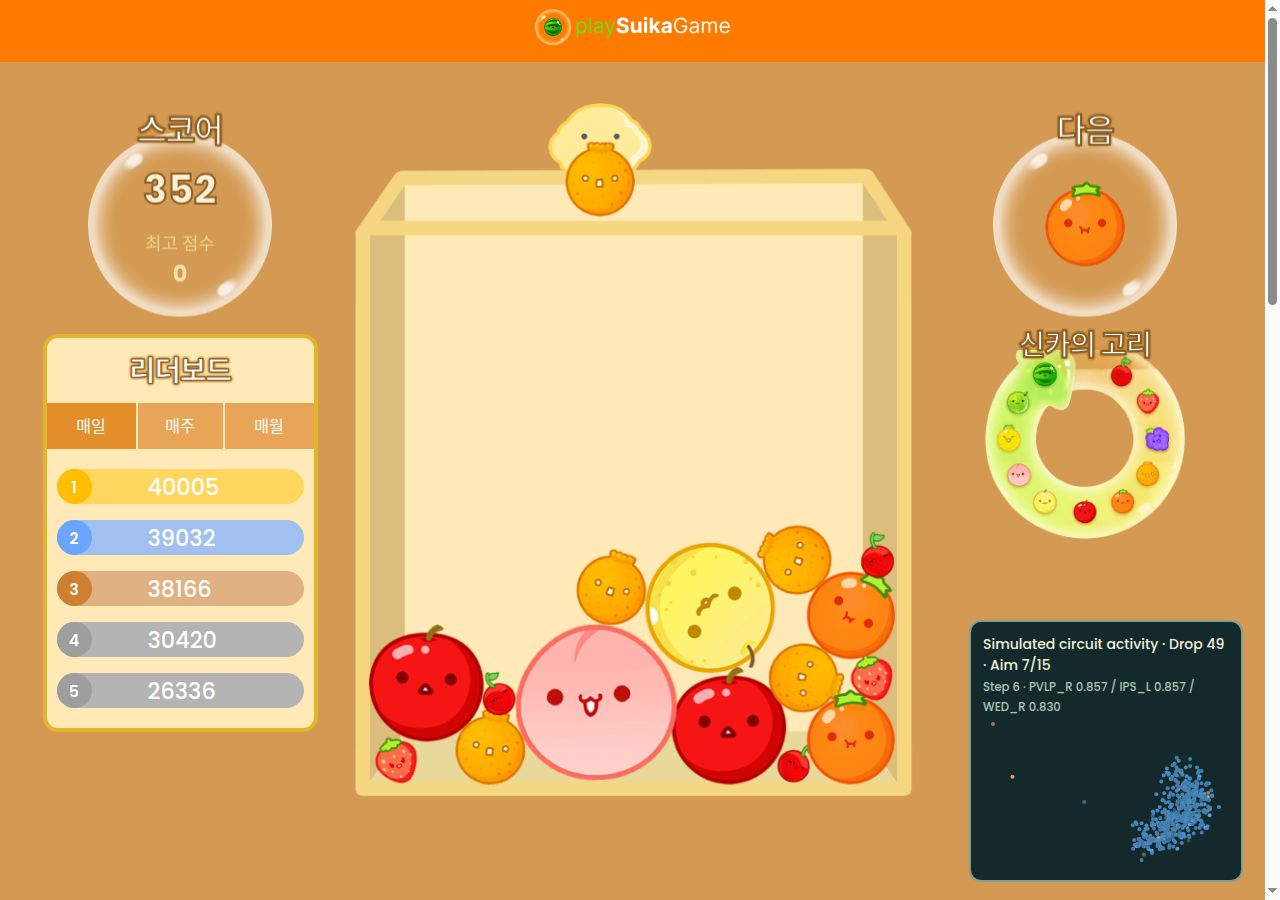 playSuikaGame
스코어
352
최고 점수
0
다음
신카의 고리
리더보드
매일 매주 매월
1 40005
2 39032
3 38166
4 30420
5 26336
Simulated circuit activity · Drop 49
· Aim 7/15
Step 6 · PVLP_R 0.857 / IPS_L 0.857 /
WED_R 0.830